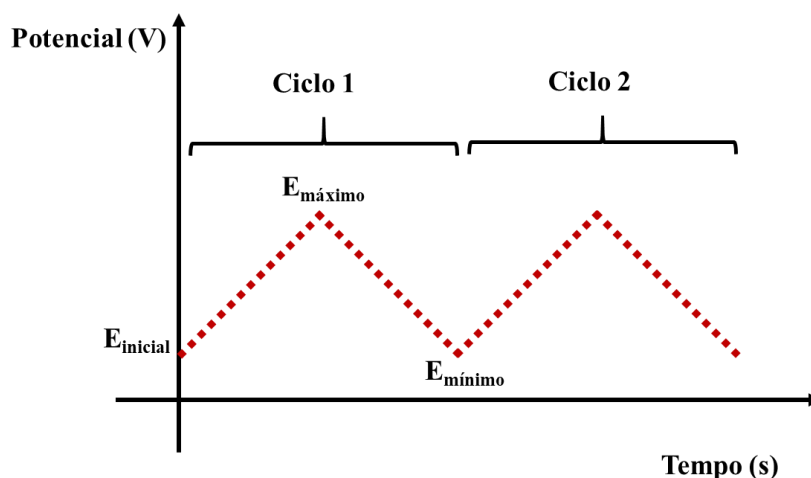 Potencial (V)
Ciclo 1
Ciclo 2
Emáximo
Einicial
Emínimo
Tempo (s)